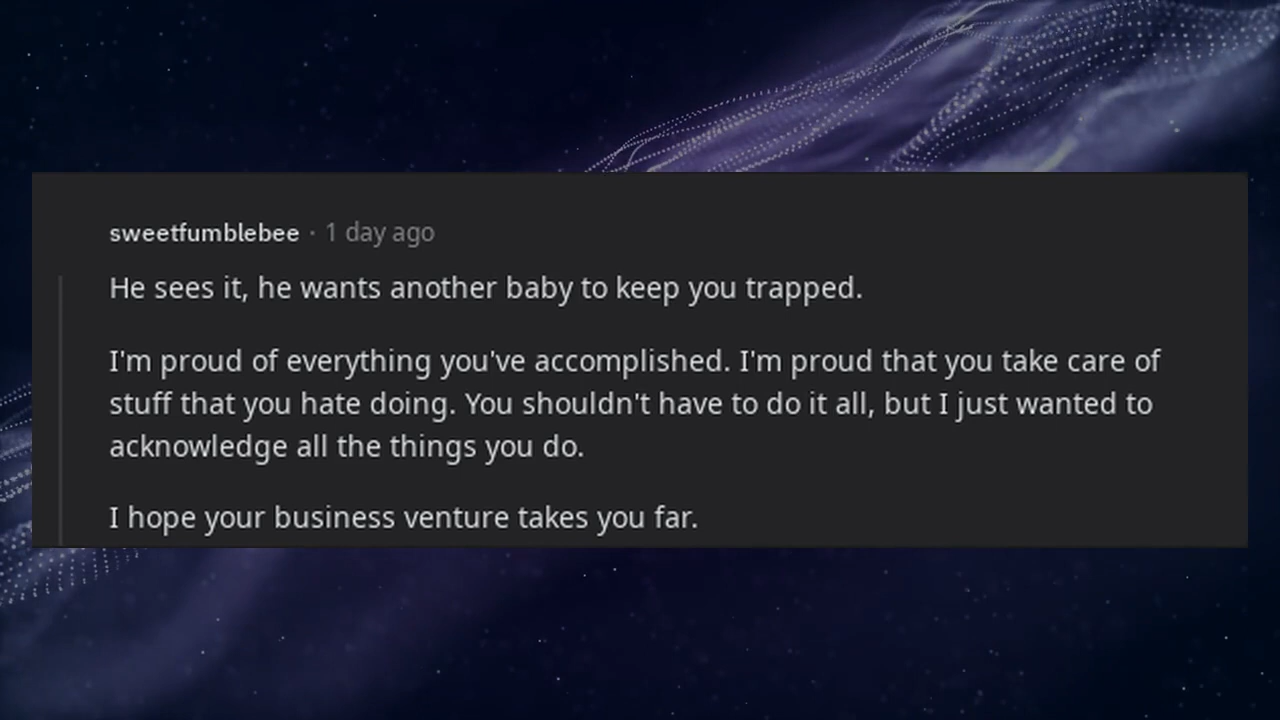 sweetfumblebee · 1 day ago
He sees it, he wants another baby to keep you trapped.
I'm proud of everything you've accomplished. I'm proud that you take care of
stuff that you hate doing. You shouldn't have to do it all, but I just wanted to
acknowledge all the things you do.
I hope your business venture takes you far.